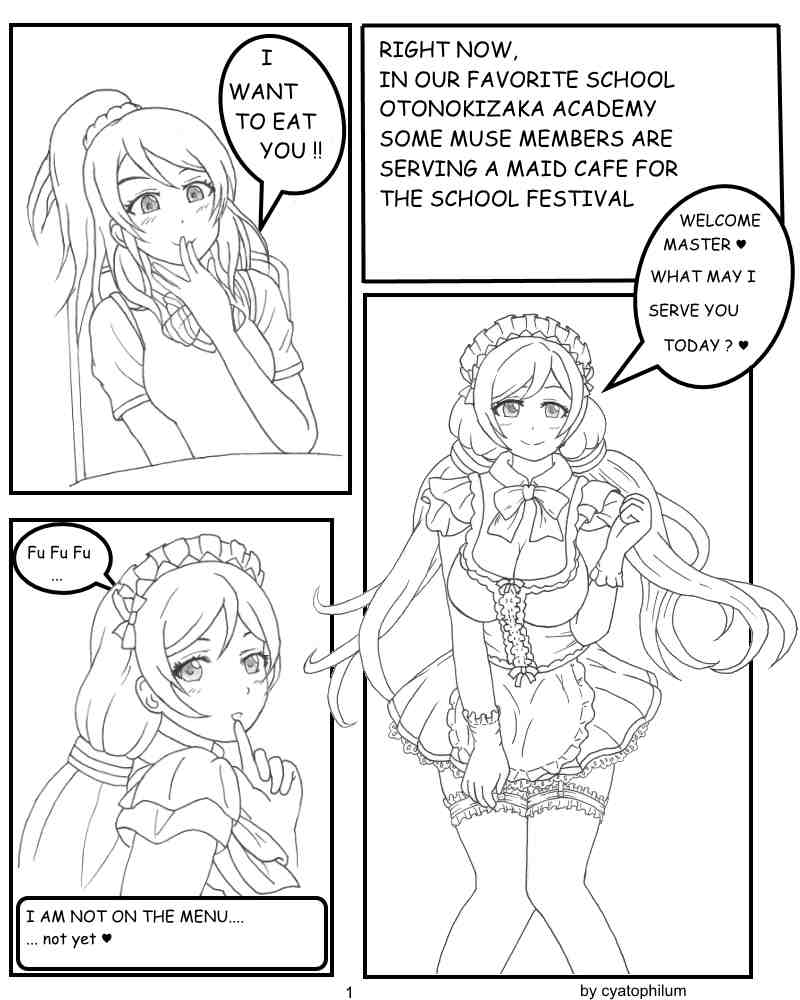 RIGHT NOW,
IN OUR FAVORITE SCHOOL
OTONOKIZAKA ACADEMY
SOME MUSE MEMBERS ARE
SERVING A MAID CAFE FOR
THE SCHOOL FESTIVAL
WELCOME
MASTER ♥
WHAT MAY I
SERVE YOU
TODAY ? ♥
I
WANT
TO EAT
YOU !!
Fu Fu Fu
...
I AM NOT ON THE MENU....
... not yet ♥
1
by cyatophilum